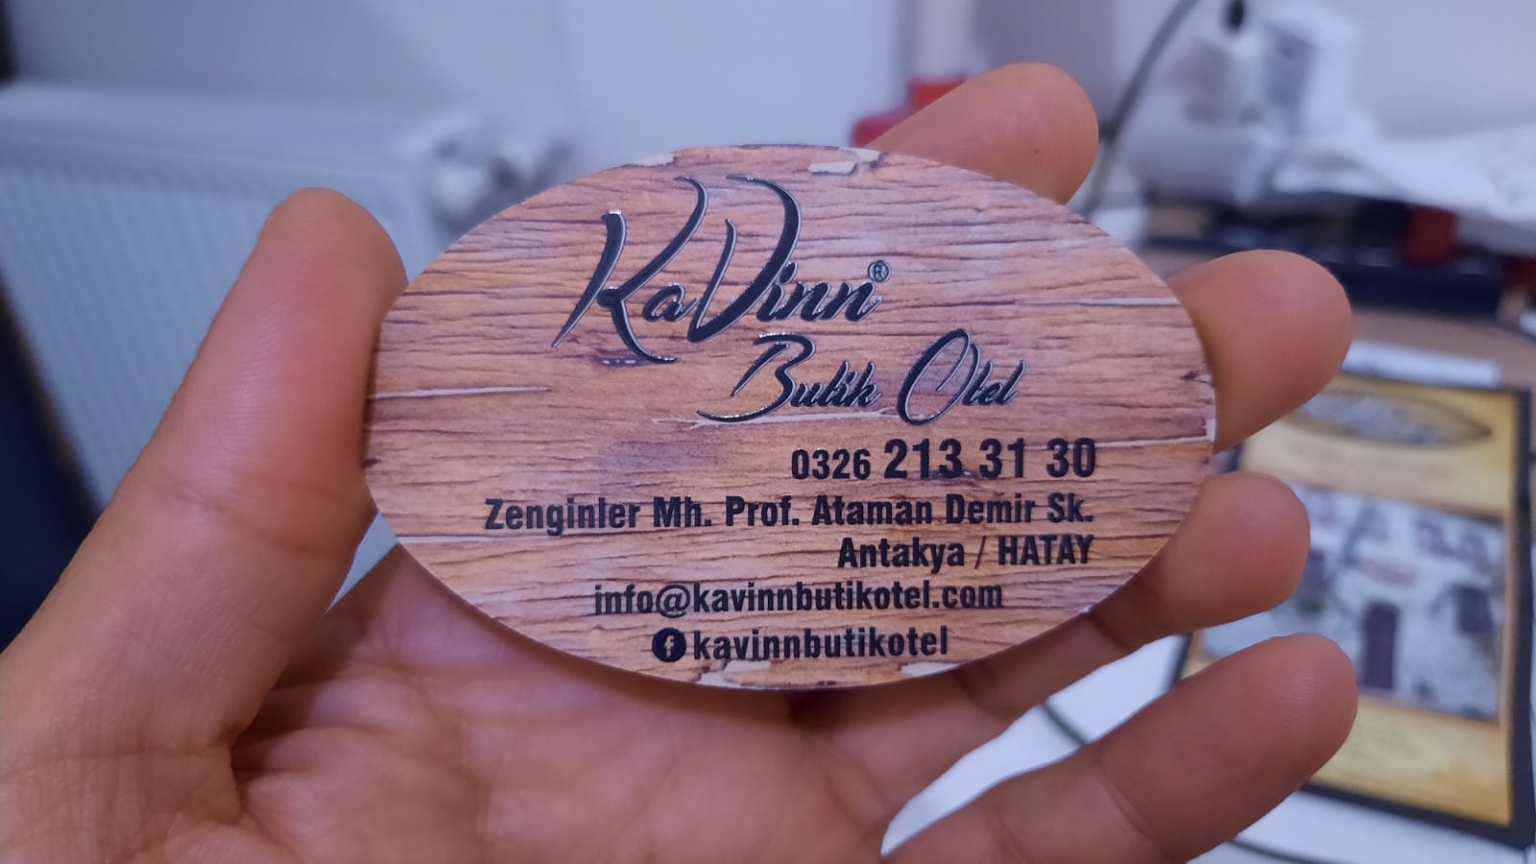 KaVinn®
Butik Otel
0326 213 31 30
Zenginler Mh. Prof. Ataman Demir Sk.
Antakya / HATAY
info@kavinnbutikotel.com
kavinnbutikotel